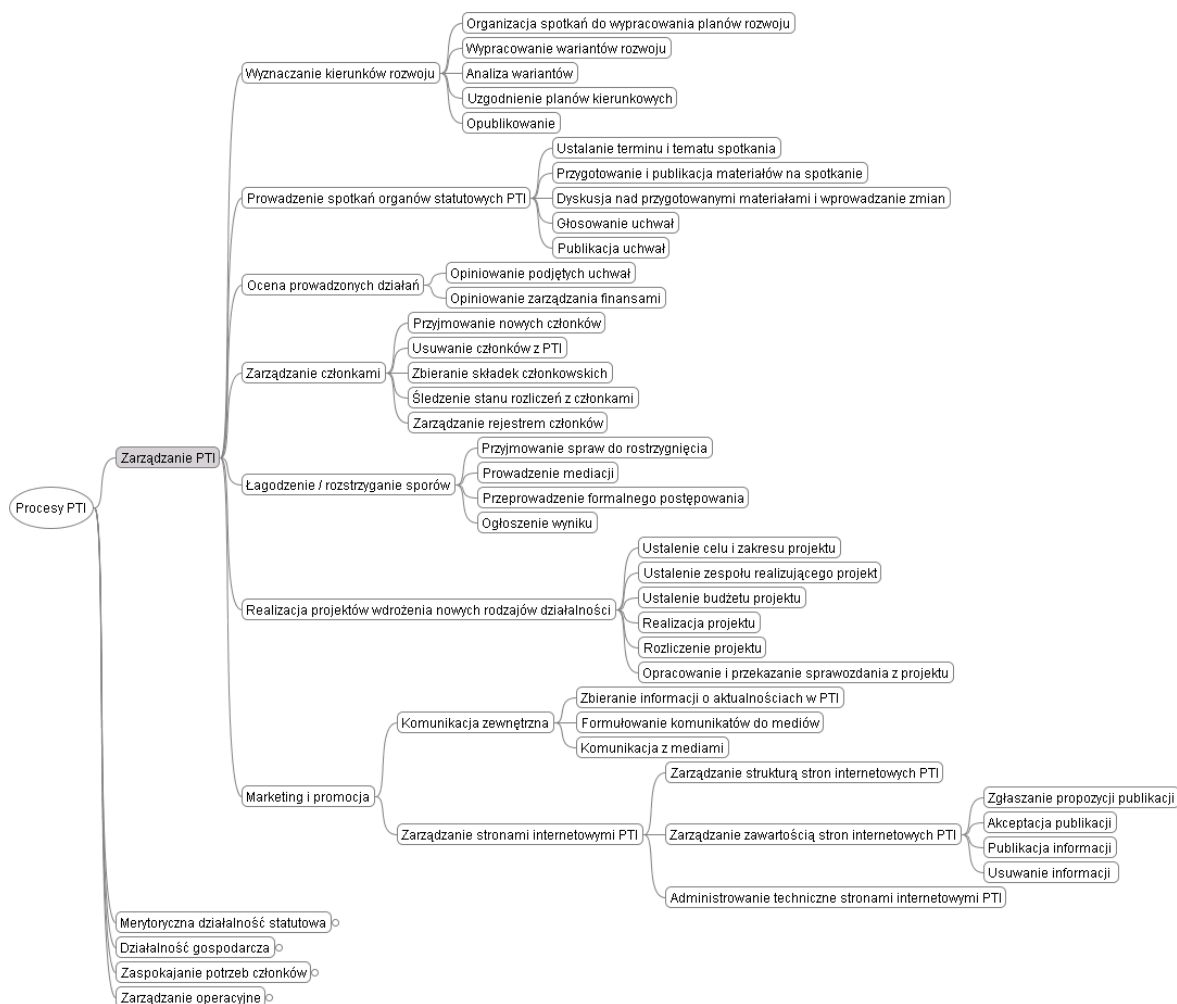 Procesy PTI
Zarządzanie PTI
Wyznaczanie kierunków rozwoju
Organizacja spotkań do wypracowania planów rozwoju
Wypracowanie wariantów rozwoju
Analiza wariantów
Uzgodnienie planów kierunkowych
Opublikowanie
Prowadzenie spotkań organów statutowych PTI
Ustalanie terminu i tematu spotkania
Przygotowanie i publikacja materiałów na spotkanie
Dyskusja nad przygotowanymi materiałami i wprowadzanie zmian
Głosowanie uchwał
Publikacja uchwał
Ocena prowadzonych działań
Opiniowanie podjętych uchwał
Opiniowanie zarządzania finansami
Zarządzanie członkami
Przyjmowanie nowych członków
Usuwanie członków z PTI
Zbieranie składek członkowskich
Śledzenie stanu rozliczeń z członkami
Zarządzanie rejestrem członków
Łagodzenie / rozstrzyganie sporów
Przyjmowanie spraw do rostrzygnięcia
Prowadzenie mediacji
Przeprowadzenie formalnego postępowania
Ogłoszenie wyniku
Realizacja projektów wdrożenia nowych rodzajów działalności
Ustalenie celu i zakresu projektu
Ustalenie zespołu realizującego projekt
Ustalenie budżetu projektu
Realizacja projektu
Rozliczenie projektu
Opracowanie i przekazanie sprawozdania z projektu
Marketing i promocja
Komunikacja zewnętrzna
Zbieranie informacji o aktualnościach w PTI
Formułowanie komunikatów do mediów
Komunikacja z mediami
Zarządzanie stronami internetowymi PTI
Zarządzanie strukturą stron internetowych PTI
Zarządzanie zawartością stron internetowych PTI
Zgłaszanie propozycji publikacji
Akceptacja publikacji
Publikacja informacji
Usuwanie informacji
Administrowanie techniczne stronami internetowymi PTI
Merytoryczna działalność statutowa
Działalność gospodarcza
Zaspokajanie potrzeb członków
Zarządzanie operacyjne